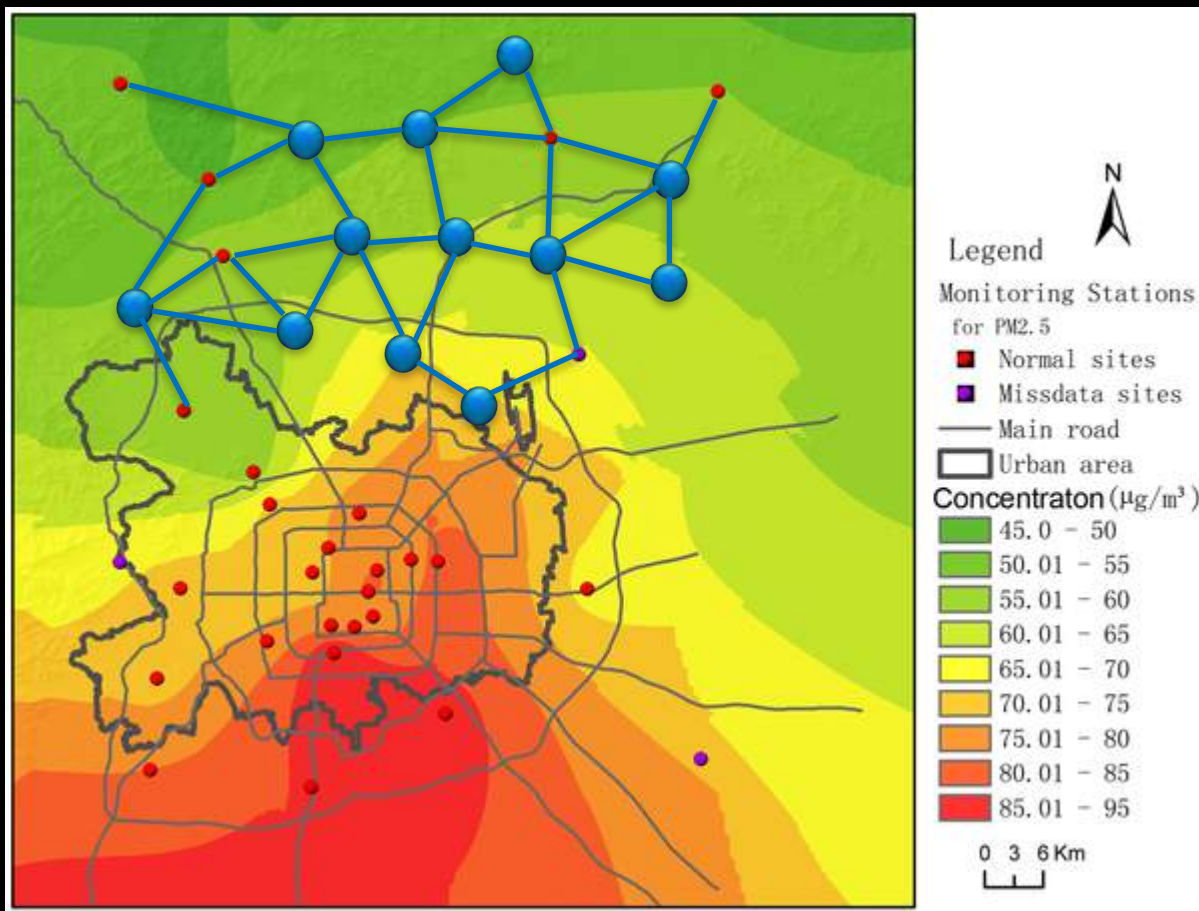 N
Legend
Monitoring Stations
for PM2.5
Normal sites
Missdata sites
Main road
Urban area
Concentraton (μg/m³)
45.0 - 50
50.01 - 55
55.01 - 60
60.01 - 65
65.01 - 70
70.01 - 75
75.01 - 80
80.01 - 85
85.01 - 95
0 3 6 Km